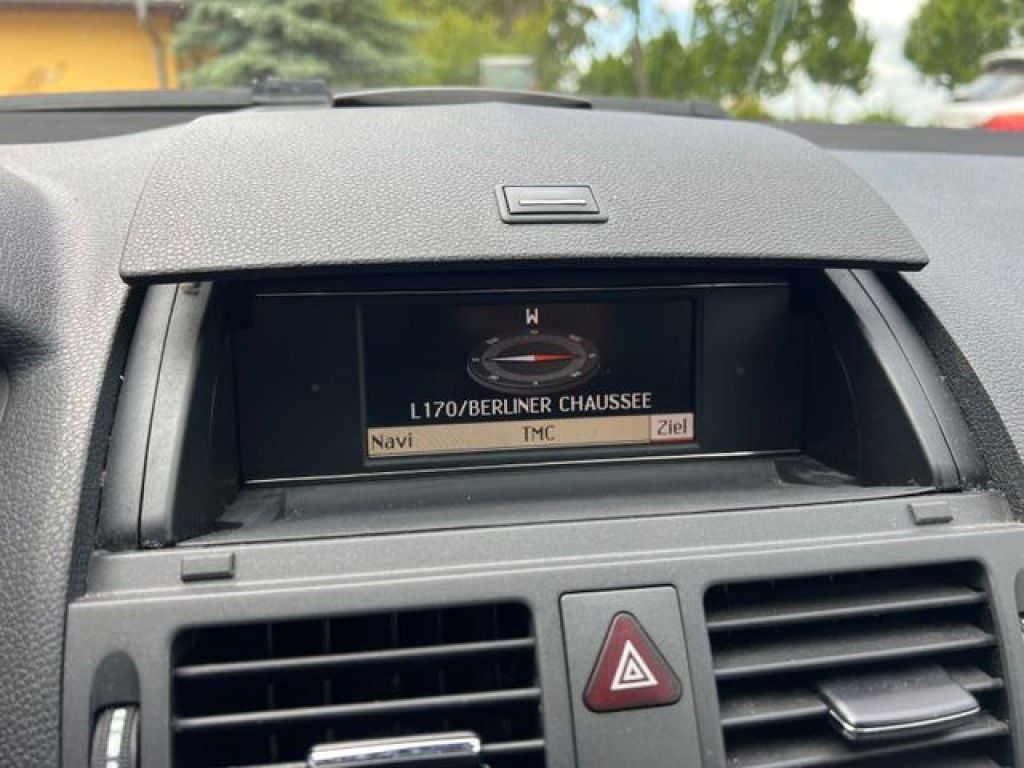 W
L170/BERLINER CHAUSSEE
Navi TMC Ziel